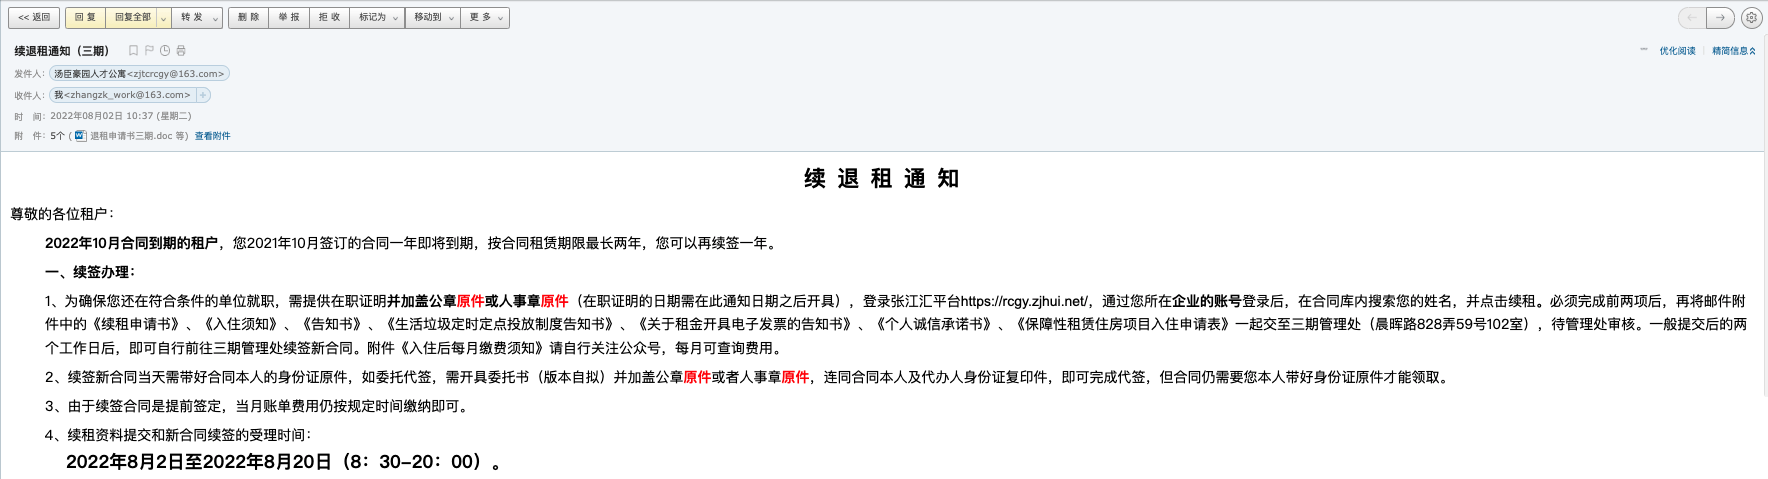 << 返回 回 复 回复全部 转 发 删 除 举 报 拒 收 标记为 移动到 更 多
续退租通知（三期）
优化阅读 精简信息
发件人： 汤臣豪园人才公寓<zjtcrcgy@163.com>
收件人： 我<zhangzk_work@163.com> +
时 间： 2022年08月02日 10:37 (星期二)
附 件： 5个 ( 退租申请书三期.doc 等) 查看附件
续 退 租 通 知
尊敬的各位租户：
2022年10月合同到期的租户，您2021年10月签订的合同一年即将到期，按合同租赁期限最长两年，您可以再续签一年。
一、续签办理：
1、为确保您还在符合条件的单位就职，需提供在职证明并加盖公章原件或人事章原件（在职证明的日期需在此通知日期之后开具），登录张江汇平台https://rcgy.zjhui.net/，通过您所在企业的账号登录后，在合同库内搜索您的姓名，并点击续租。必须完成前两项后，再将邮件附
件中的《续租申请书》、《入住须知》、《告知书》、《生活垃圾定时定点投放制度告知书》、《关于租金开具电子发票的告知书》、《个人诚信承诺书》、《保障性租赁住房项目入住申请表》一起交至三期管理处（晨晖路828弄59号102室），待管理处审核。一般提交后的两
个工作日后，即可自行前往三期管理处续签新合同。附件《入住后每月缴费须知》请自行关注公众号，每月可查询费用。
2、续签新合同当天需带好合同本人的身份证原件，如委托代签，需开具委托书（版本自拟）并加盖公章原件或者人事章原件，连同合同本人及代办人身份证复印件，即可完成代签，但合同仍需要您本人带好身份证原件才能领取。
3、由于续签合同是提前签定，当月账单费用仍按规定时间缴纳即可。
4、续租资料提交和新合同续签的受理时间：
2022年8月2日至2022年8月20日（8：30-20：00）。